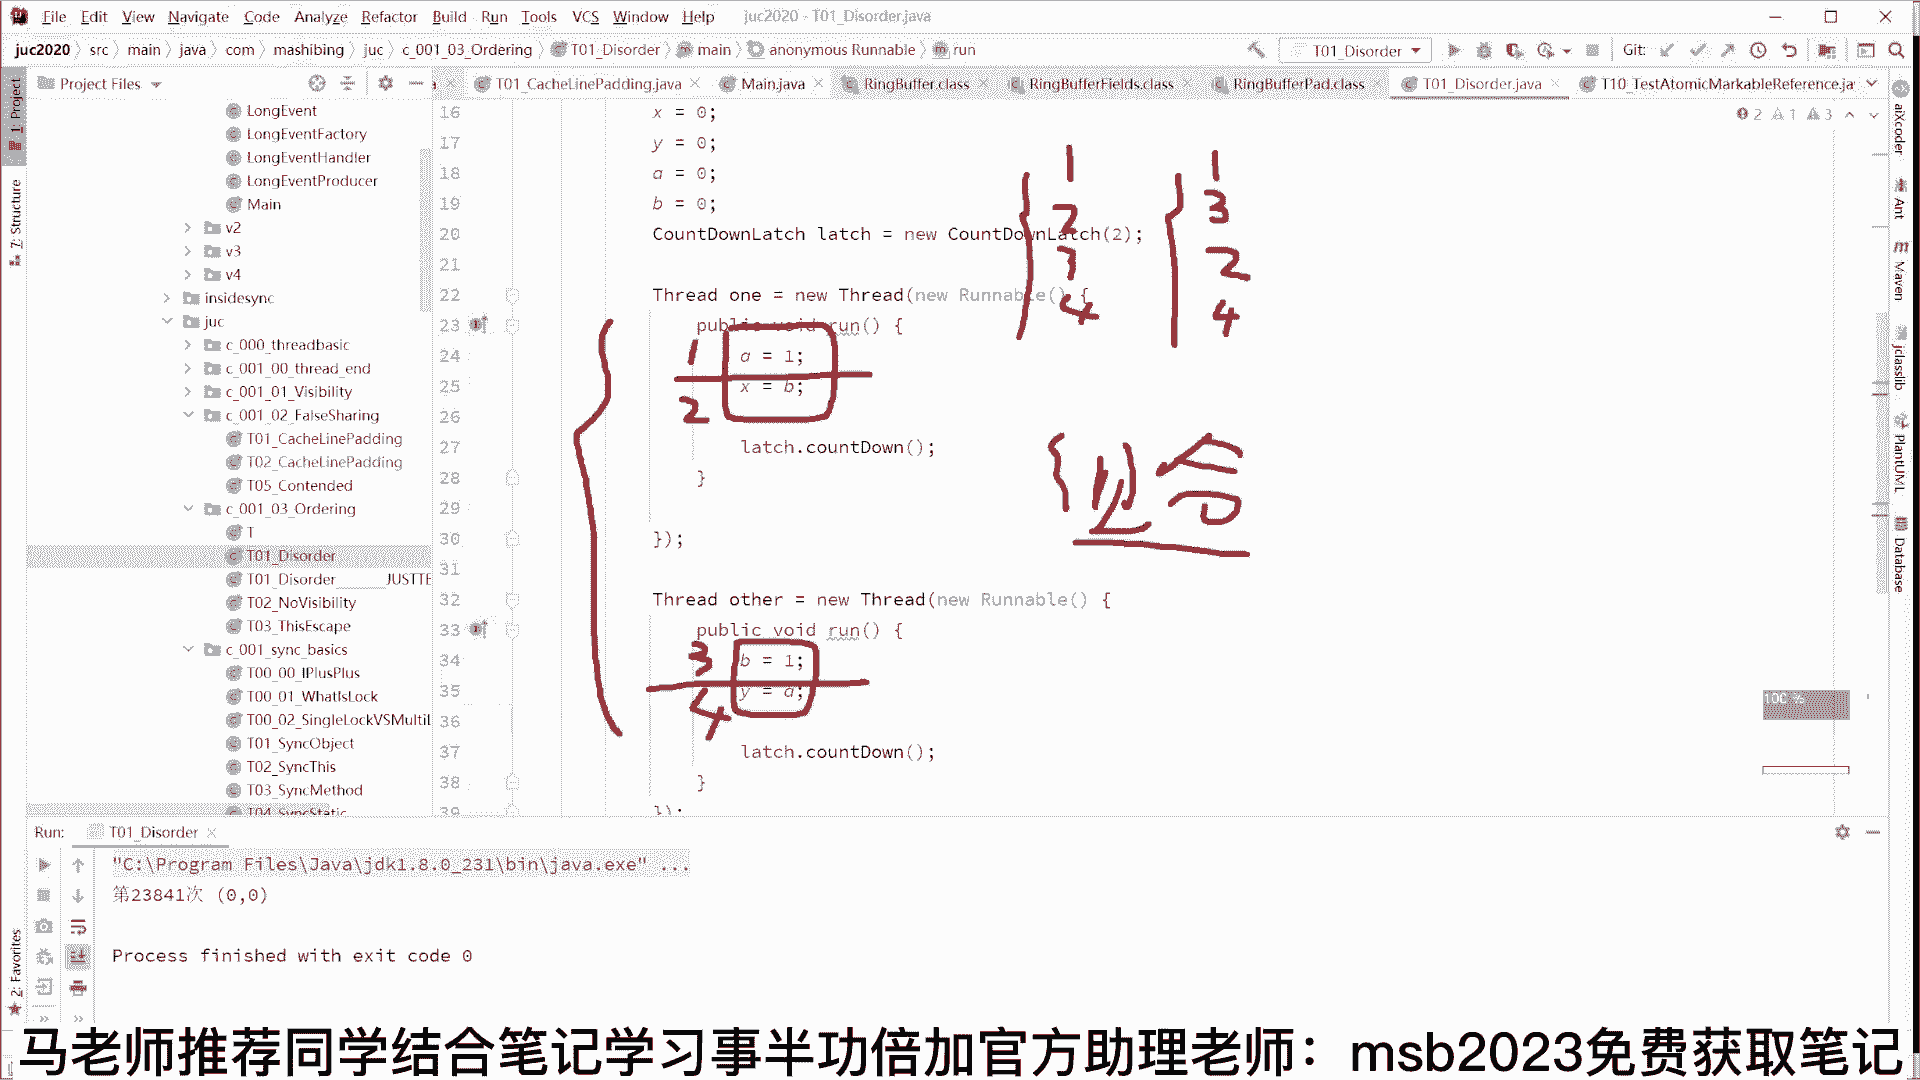 File Edit View Navigate Code Analyze Refactor Build Run Tools VCS Window Help juc2020 - T01_Disorder.java
juc2020 src main java com mashibing juc c_001_03_Ordering T01_Disorder main anonymous Runnable run T01_Disorder Git:
Project Files T01_CacheLinePadding.java Main.java RingBuffer.class RingBufferFields.class RingBufferPad.class T01_Disorder.java T10_TestAtomicMarkableReference.ja
1: Project
7: Structure
2: Favorites
LongEvent
LongEventFactory
LongEventHandler
LongEventProducer
Main
v2
v3
v4
insidesync
juc
c_000_threadbasic
c_001_00_thread_end
c_001_01_Visibility
c_001_02_FalseSharing
T01_CacheLinePadding
T02_CacheLinePadding
T05_Contended
c_001_03_Ordering
T
T01_Disorder
T01_Disorder______JUSTTE
T02_NoVisibility
T03_ThisEscape
c_001_sync_basics
T00_00_IPlusPlus
T00_01_WhatIsLock
T00_02_SingleLockVSMultiL
T01_SyncObject
T02_SyncThis
T03_SyncMethod
T04_SyncStatic
2 1 3
16 x = 0;
17 y = 0;
18 a = 0;
19 b = 0;
20 CountDownLatch latch = new CountDownLatch(2);
21
22 Thread one = new Thread(new Runnable() {
23 public void run() {
24 a = 1;
25 x = b;
26
27 latch.countDown();
28 }
29
30 });
31
32 Thread other = new Thread(new Runnable() {
33 public void run() {
34 b = 1;
35 y = a;
36
37 latch.countDown();
38 }
39 });
1
2
3
4
1
2
3
4
1
3
2
4
组合
100 %
aiXcoder
Ant
Maven
jclasslib
PlantUML
Database
Run: T01_Disorder
"C:\Program Files\Java\jdk1.8.0_231\bin\java.exe" ...
第23841次 (0,0)
Process finished with exit code 0
马老师推荐同学结合笔记学习事半功倍加官方助理老师：msb2023免费获取笔记